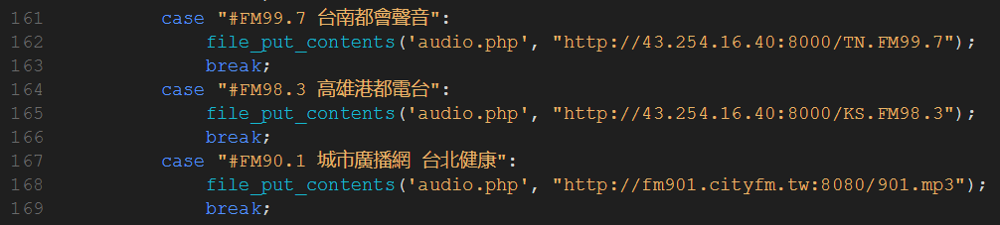 161 case "#FM99.7 台南都會聲音":
162 file_put_contents('audio.php', "http://43.254.16.40:8000/TN.FM99.7");
163 break;
164 case "#FM98.3 高雄港都電台":
165 file_put_contents('audio.php', "http://43.254.16.40:8000/KS.FM98.3");
166 break;
167 case "#FM90.1 城市廣播網 台北健康":
168 file_put_contents('audio.php', "http://fm901.cityfm.tw:8080/901.mp3");
169 break;